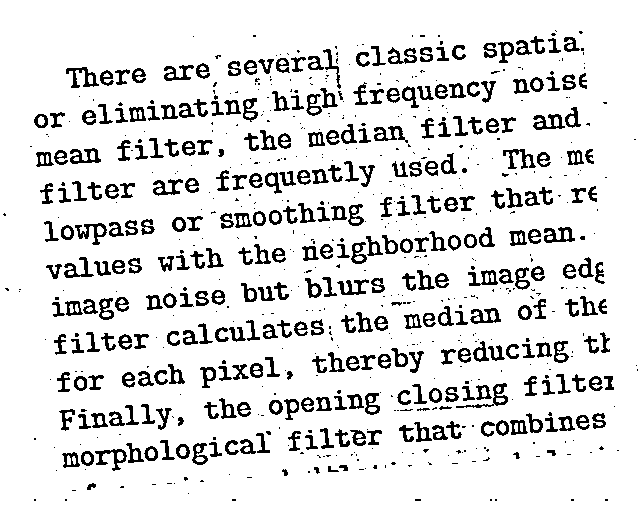 There are several classic spatia
or eliminating high frequency noise
mean filter, the median filter and
filter are frequently used. The me
lowpass or smoothing filter that re
values with the neighborhood mean.
image noise but blurs the image edg
filter calculates the median of the
for each pixel, thereby reducing th
Finally, the opening closing filter
morphological filter that combines